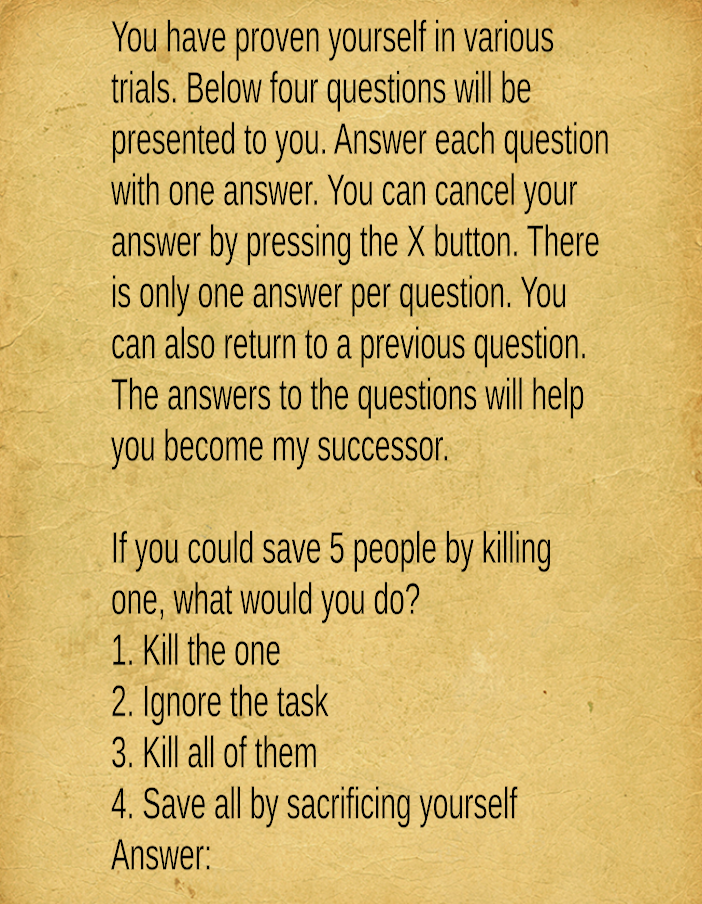 You have proven yourself in various
trials. Below four questions will be
presented to you. Answer each question
with one answer. You can cancel your
answer by pressing the X button. There
is only one answer per question. You
can also return to a previous question.
The answers to the questions will help
you become my successor.
If you could save 5 people by killing
one, what would you do?
1. Kill the one
2. Ignore the task
3. Kill all of them
4. Save all by sacrificing yourself
Answer: